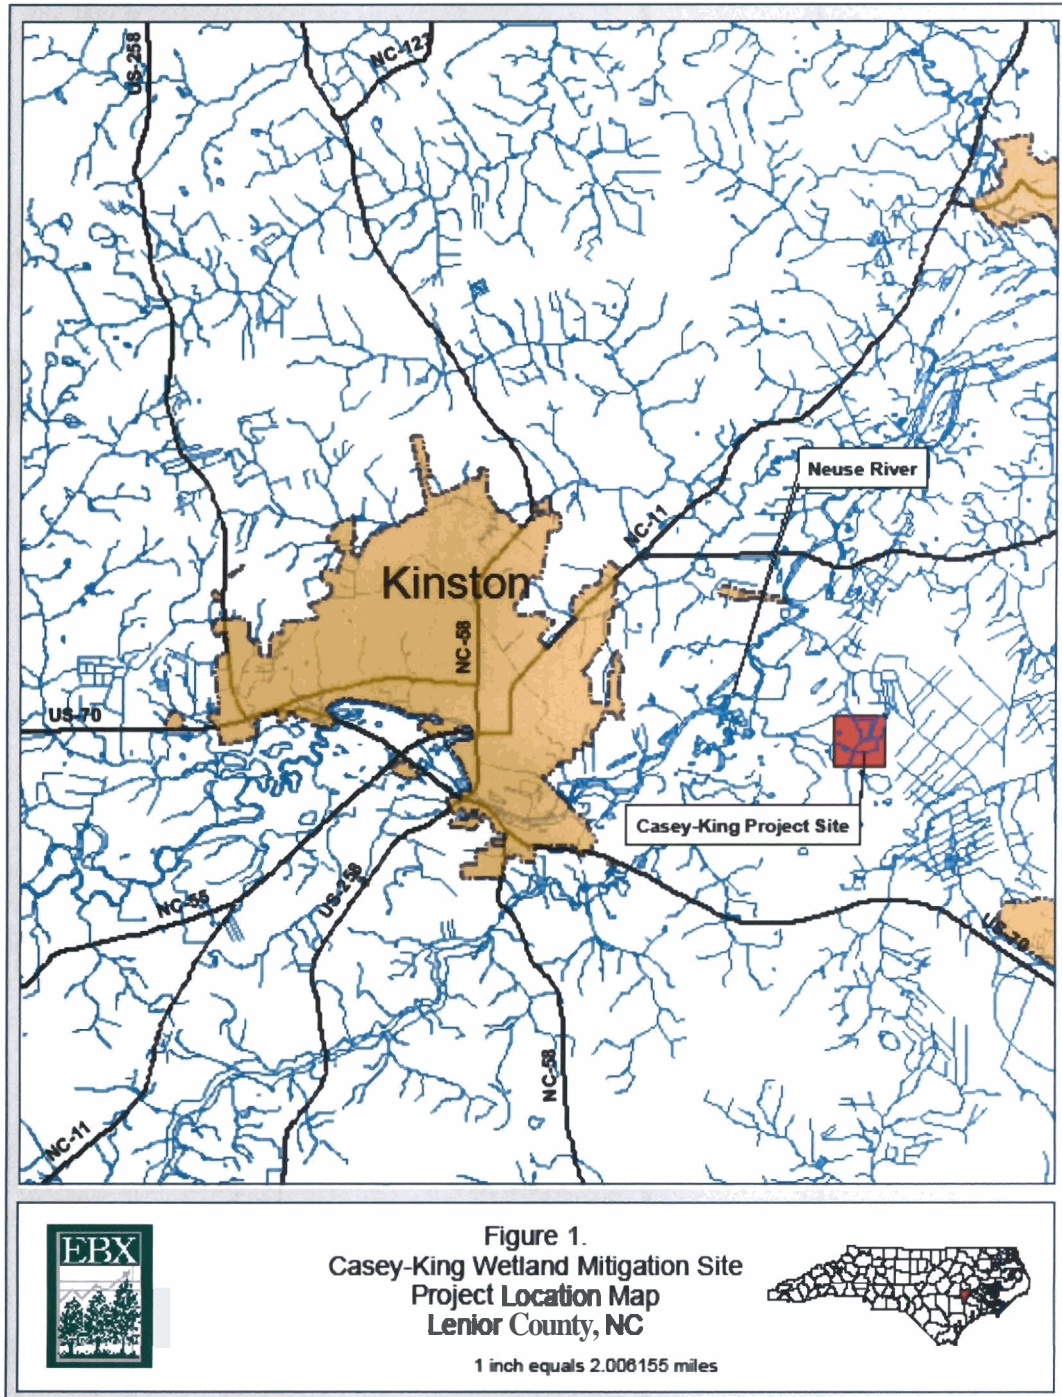 US-258
NC-123
Neuse River
NC-11
Kinston
NC-58
US-70
Casey-King Project Site
NC-55
US-258
US-70
NC-58
NC-11
EBX
Figure 1.
Casey-King Wetland Mitigation Site
Project Location Map
Lenior County, NC
1 inch equals 2.006155 miles